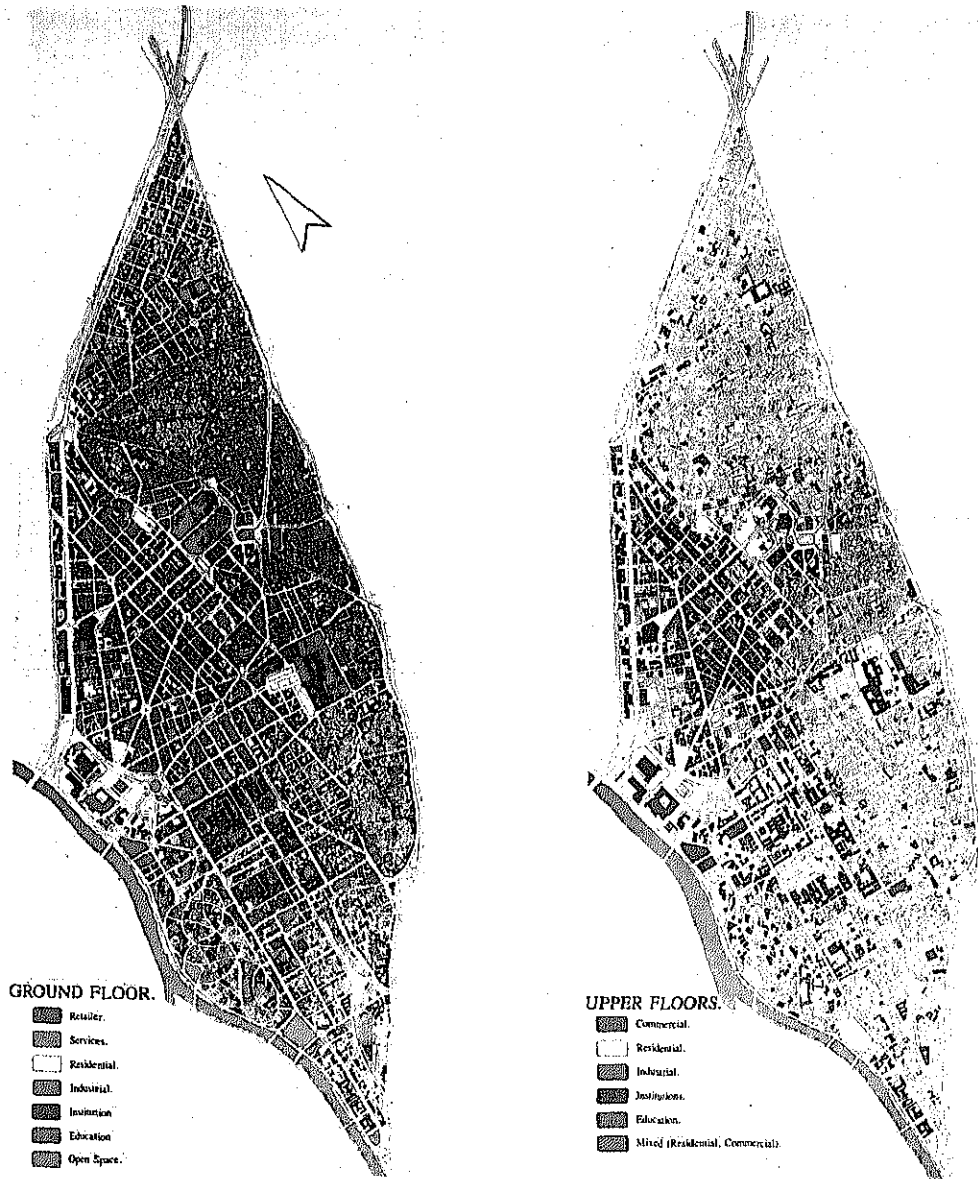 GROUND FLOOR.
Retailer.
Services.
Residential.
Industrial.
Institution
Education
Open Space.
UPPER FLOORS.
Commercial.
Residential.
Industrial.
Institutions.
Education.
Mixed (Residential, Commercial).